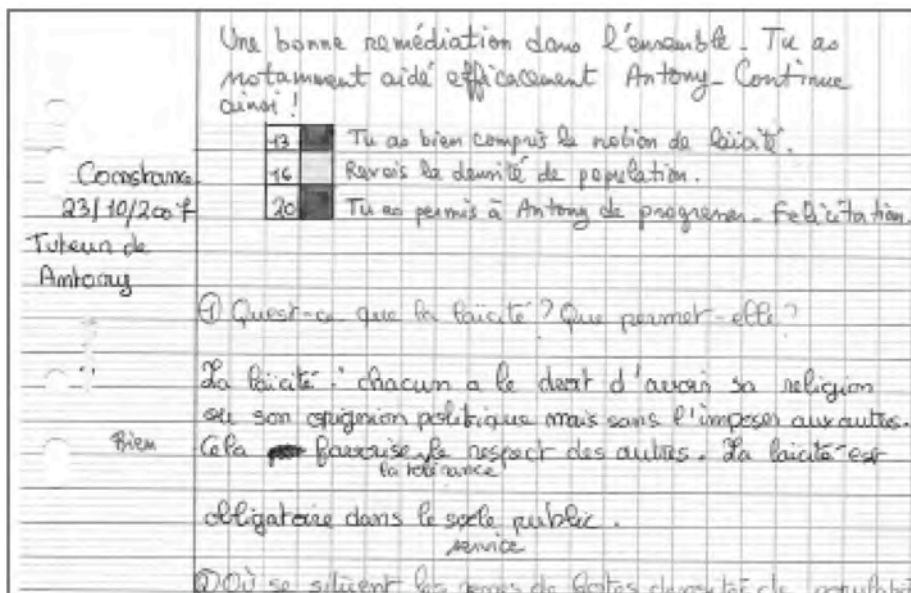 Une bonne remédiation dans l'ensemble. Tu as
notamment aidé efficacement Antony. Continue
ainsi !
13 Tu as bien compris la notion de laïcité.
16 Revois la densité de population.
20 Tu as permis à Antony de progresser. Félicitation.
Constance
23/10/2007
Tuteur de
Antony
① Qu'est-ce que la laïcité ? Que permet-elle ?
La laïcité : chacun a le droit d'avoir sa religion
ou son opignion politique mais sans l'imposer aux autres.
Bien
Cela favorise le respect des autres. La laïcité est
la tolérance
obligatoire dans le public.
service
② Où se situent les de densité de